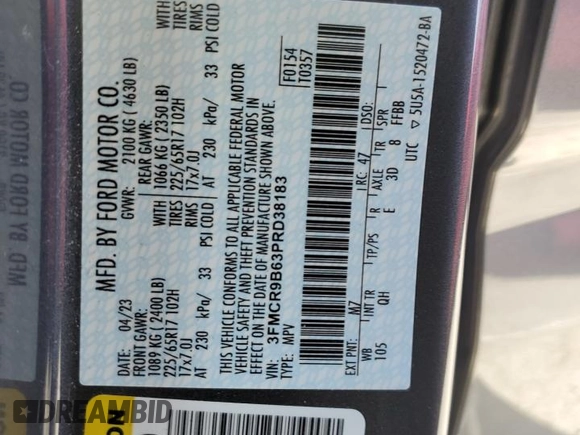 MFD. BY FORD MOTOR CO.
04/23
GVWR: 2100 KG ( 4630 LB)
FRONT GAWR: REAR GAWR:
1089 KG ( 2400 LB) 1066 KG ( 2350 LB) WITH
225/65R17 102H 225/65R17 102H TIRES
17x7.0J 17x7.0J RIMS
AT 230 kPa/ 33 PSI COLD AT 230 kPa/ 33 PSI COLD
WITH
TIRES
RIMS
THIS VEHICLE CONFORMS TO ALL APPLICABLE FEDERAL MOTOR
VEHICLE SAFETY AND THEFT PREVENTION STANDARDS IN
EFFECT ON THE DATE OF MANUFACTURE SHOWN ABOVE.
VIN: 3FMCR9B63PRD38183
TYPE: MPV
F0154
T0357
EXT PNT: M7 RC: 47 DSO:
WB INT TR TP/PS R AXLE TR SPR
105 QH E 3D 8 FFBB
UTC ▽ 5U5A-1520472-BA
DREAMBID